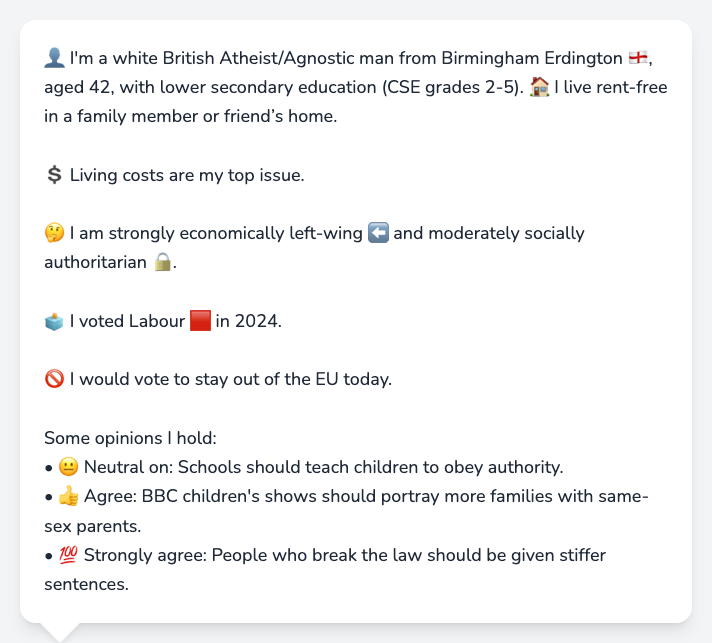 👤 I'm a white British Atheist/Agnostic man from Birmingham Erdington 🏴󠁧󠁢󠁥󠁮󠁧󠁿,
aged 42, with lower secondary education (CSE grades 2-5). 🏠 I live rent-free
in a family member or friend’s home.
💲 Living costs are my top issue.
🤔 I am strongly economically left-wing ⬅️ and moderately socially
authoritarian 🔒.
🗳️ I voted Labour 🟥 in 2024.
🚫 I would vote to stay out of the EU today.
Some opinions I hold:
• 😐 Neutral on: Schools should teach children to obey authority.
• 👍 Agree: BBC children's shows should portray more families with same-
sex parents.
• 💯 Strongly agree: People who break the law should be given stiffer
sentences.